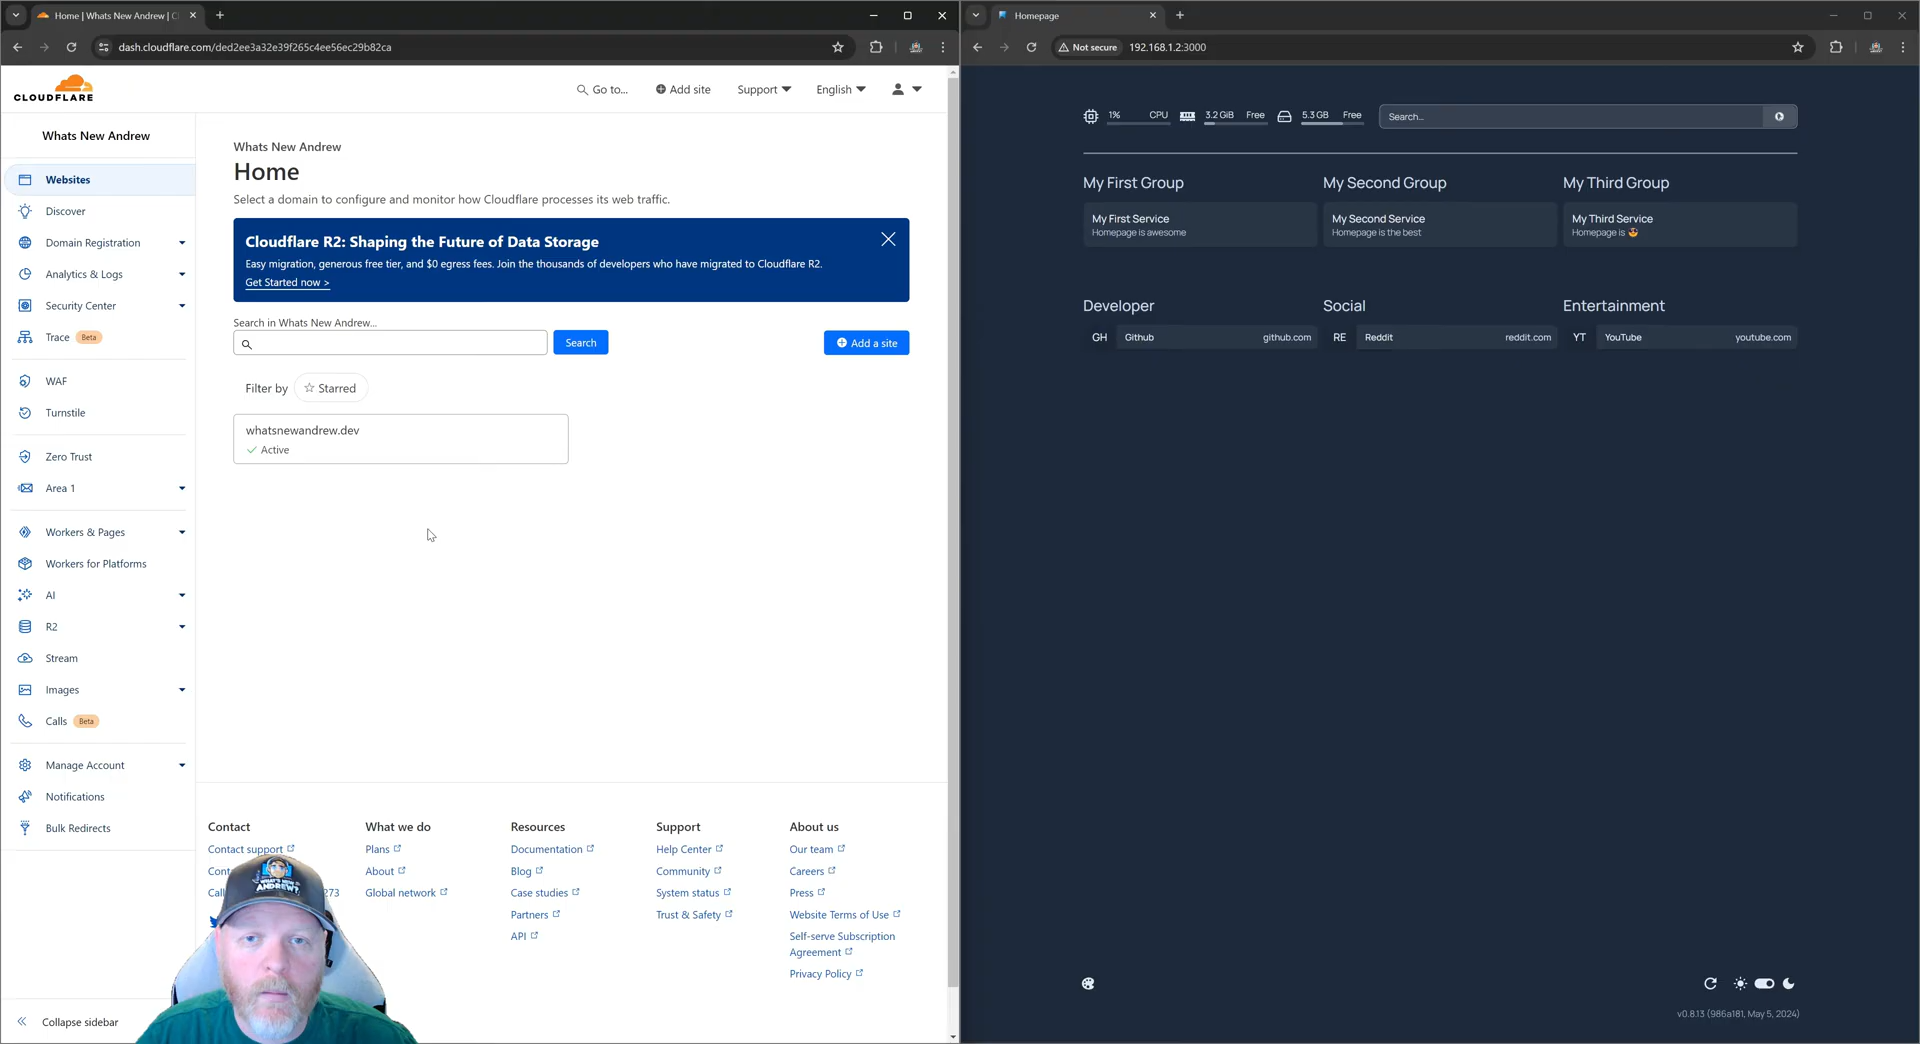 Home | Whats New Andrew | C
dash.cloudflare.com/ded2ee3a32e39f265c4ee56ec29b82ca
CLOUDFLARE
Go to...
Add site
Support
English
Whats New Andrew
Websites
Discover
Domain Registration
Analytics & Logs
Security Center
Trace Beta
WAF
Turnstile
Zero Trust
Area 1
Workers & Pages
Workers for Platforms
AI
R2
Stream
Images
Calls Beta
Manage Account
Notifications
Bulk Redirects
Collapse sidebar
Whats New Andrew
Home
Select a domain to configure and monitor how Cloudflare processes its web traffic.
Cloudflare R2: Shaping the Future of Data Storage
Easy migration, generous free tier, and $0 egress fees. Join the thousands of developers who have migrated to Cloudflare R2.
Get Started now >
Search in Whats New Andrew...
Search
Add a site
Filter by
Starred
whatsnewandrew.dev
Active
Contact
Contact support
Cont
Cal 273
What we do
Plans
About
Global network
Resources
Documentation
Blog
Case studies
Partners
API
Support
Help Center
Community
System status
Trust & Safety
About us
Our team
Careers
Press
Website Terms of Use
Self-serve Subscription
Agreement
Privacy Policy
WHAT'S NEW
ANDREW?
Homepage
Not secure
192.168.1.2:3000
1% CPU
3.2 GiB Free
5.3 GB Free
Search...
My First Group
My First Service
Homepage is awesome
My Second Group
My Second Service
Homepage is the best
My Third Group
My Third Service
Homepage is 😎
Developer
GH Github github.com
Social
RE Reddit reddit.com
Entertainment
YT YouTube youtube.com
v0.8.13 (986a181, May 5, 2024)